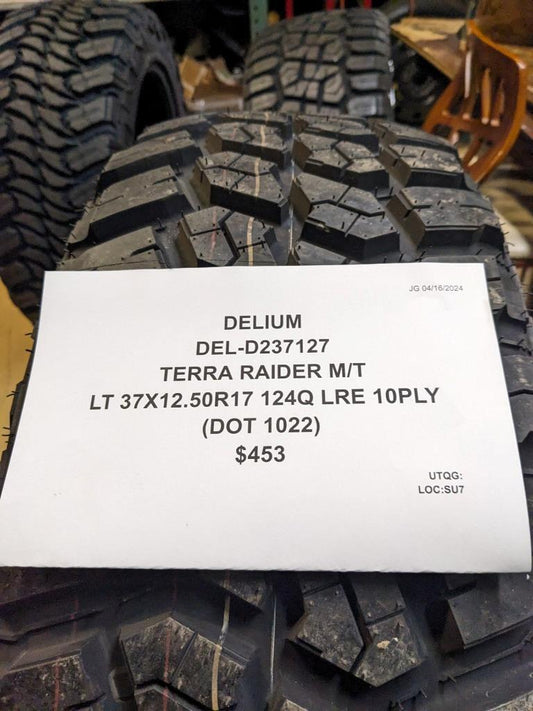 JG 04/16/2024
DELIUM
DEL-D237127
TERRA RAIDER M/T
LT 37X12.50R17 124Q LRE 10PLY
(DOT 1022)
$453
UTQG:
LOC:SU7